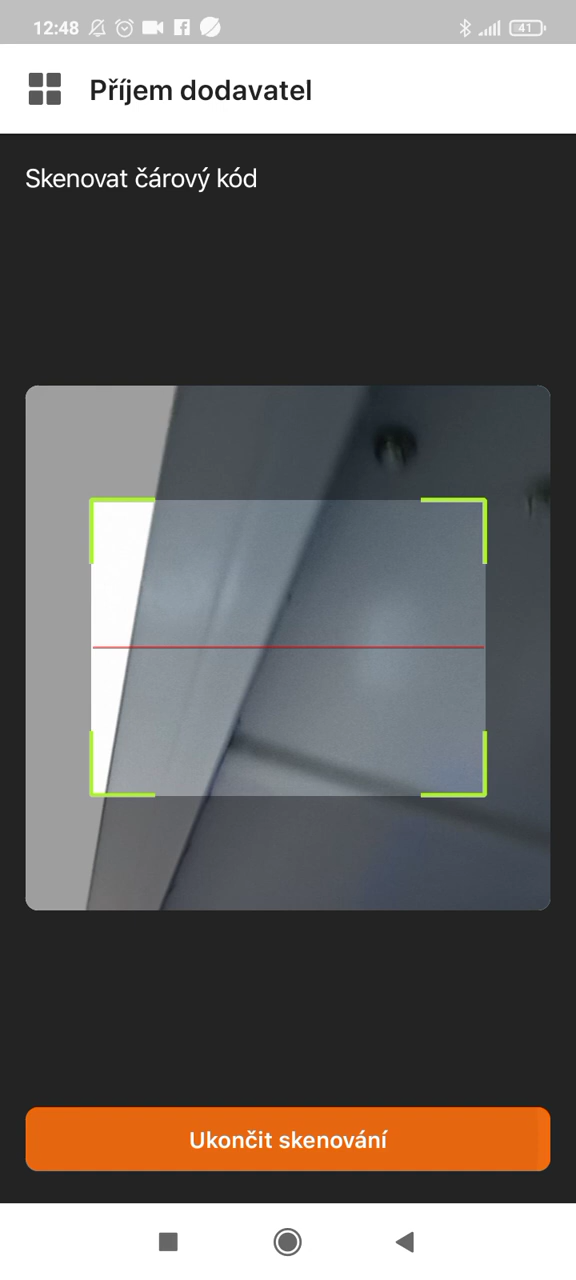 12:48
41
Příjem dodavatel
Skenovat čárový kód
Ukončit skenování